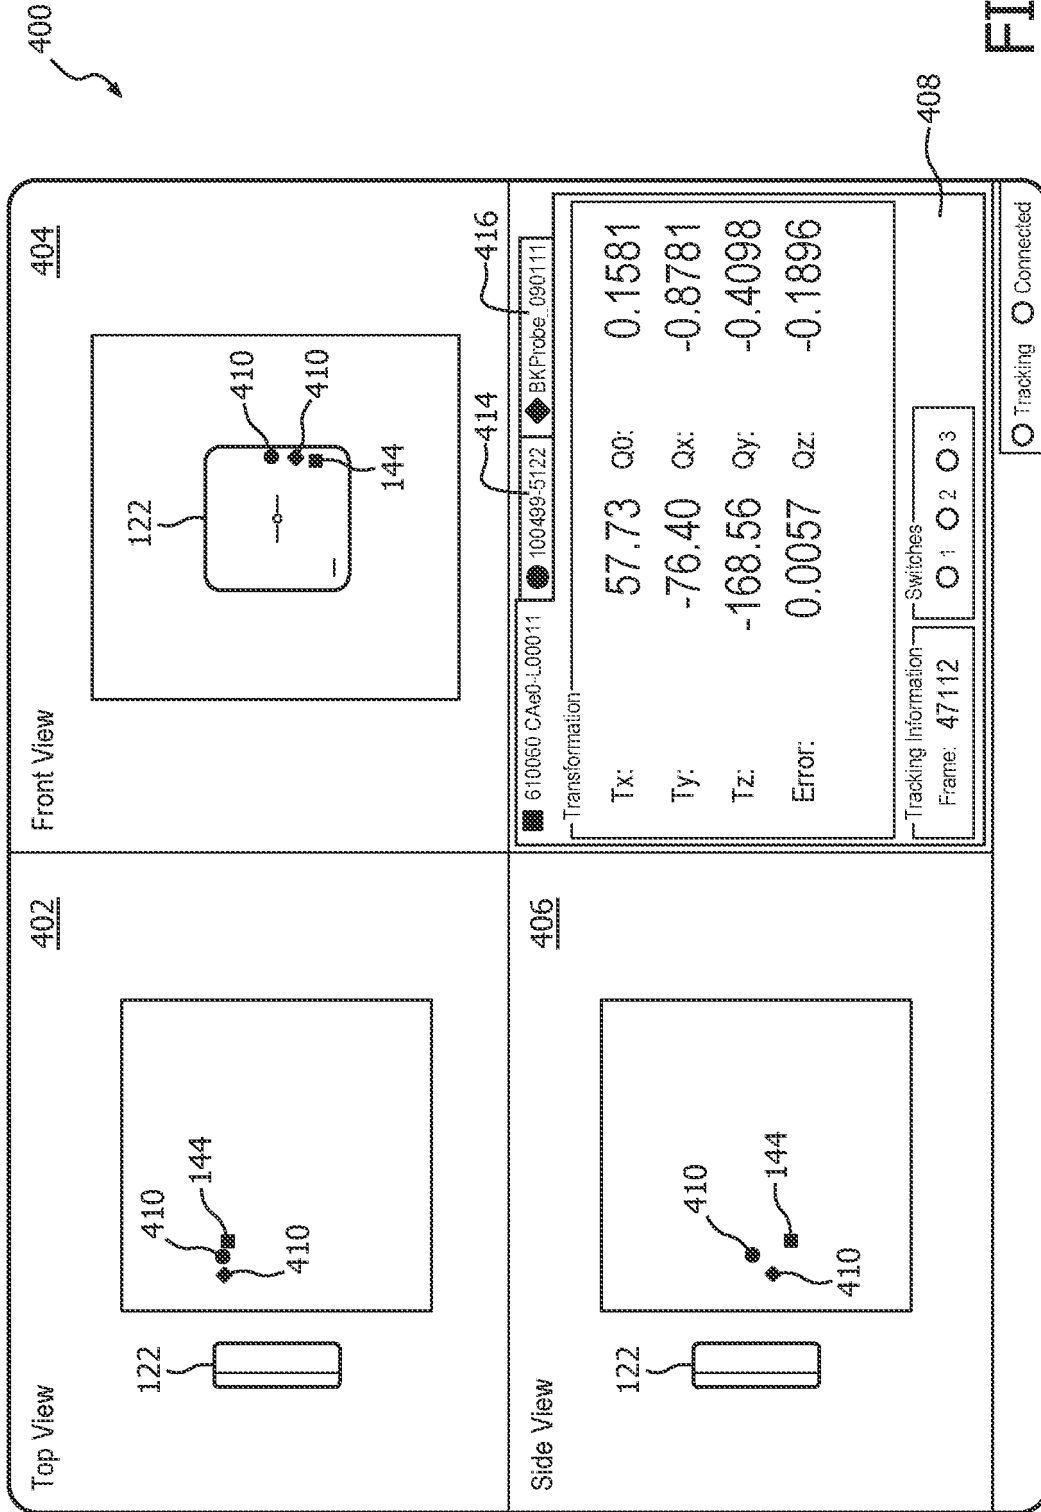 400
Top View
402
122
410
144
410
Front View
404
122
410
410
144
Side View
406
122
410
144
410
414
416
610060 CAe0-L00011
100499-5122
BKProbe_090111
Transformation
Tx: 57.73 Q0: 0.1581
Ty: -76.40 Qx: -0.8781
Tz: -168.56 Qy: -0.4098
Error: 0.0057 Qz: -0.1896
Tracking Information
Frame: 47112
Switches
1 2 3
408
Tracking Connected
FI